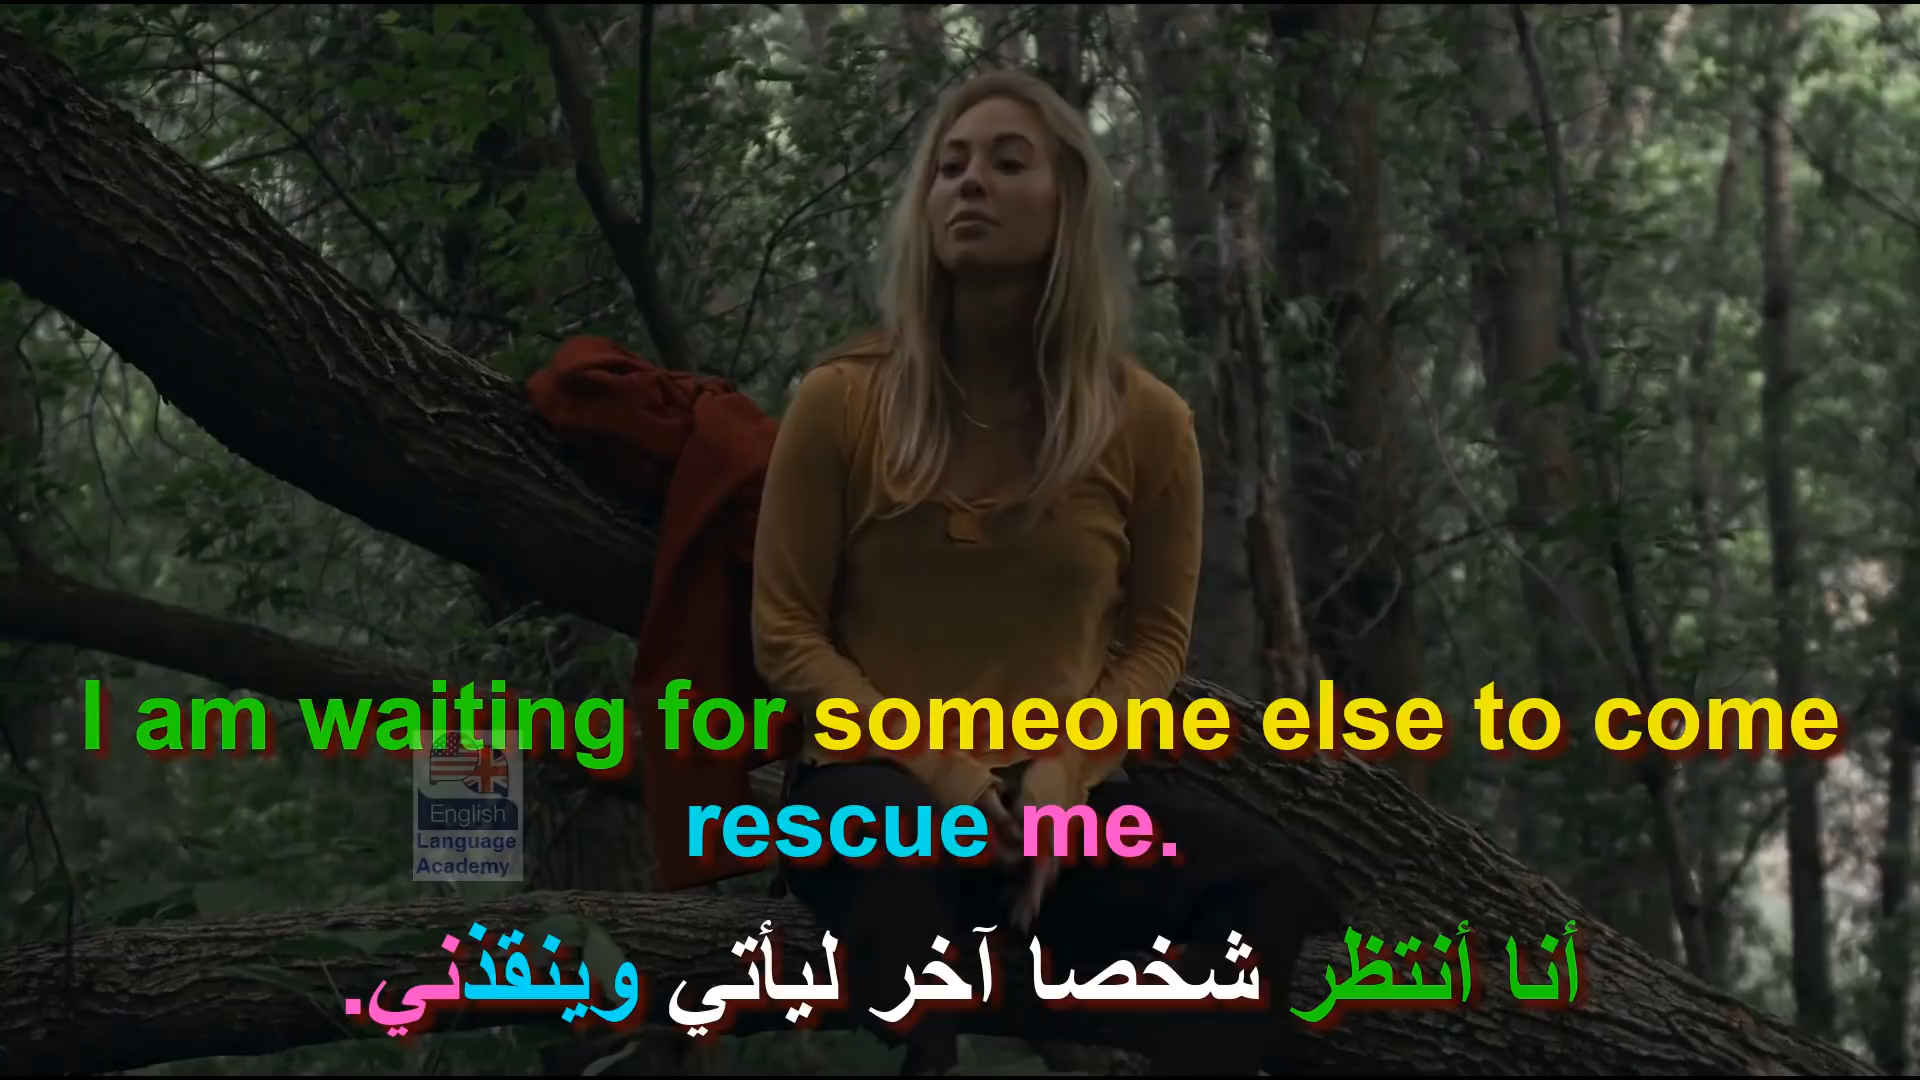 I am waiting for someone else to come
rescue me.
English
Language
Academy
أنا أنتظر شخصا آخر ليأتي وينقذني.